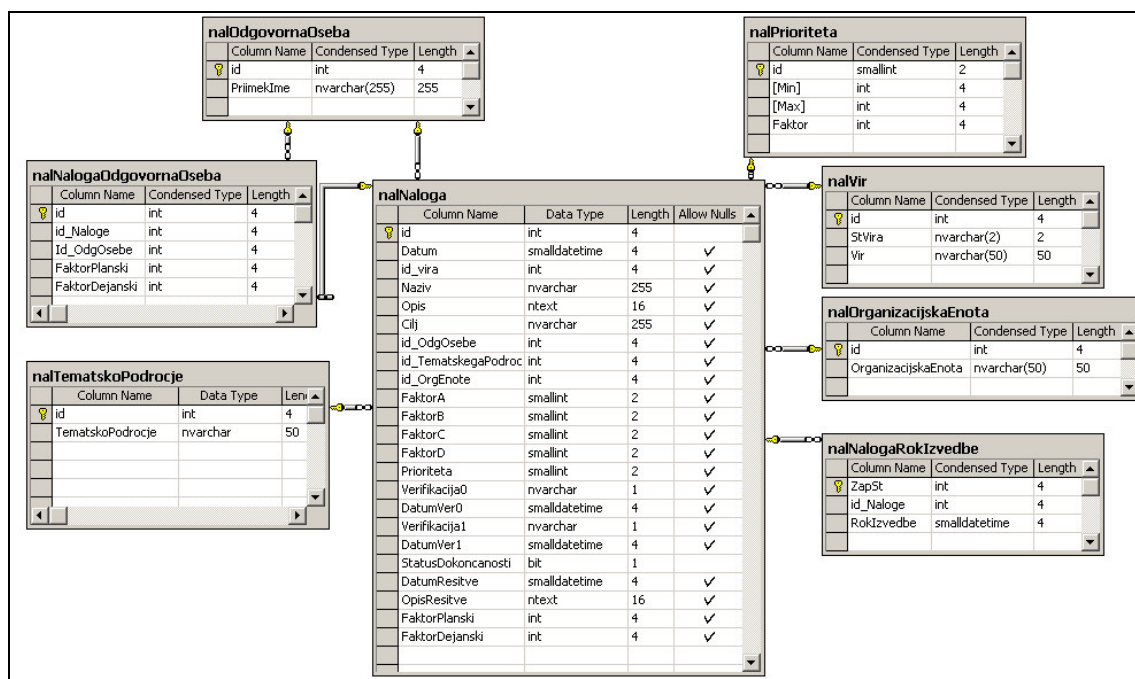 nalOdgovornaOseba
Column Name Condensed Type Length
id int 4
PriimekIme nvarchar(255) 255
nalPrioriteta
Column Name Condensed Type Length
id smallint 2
[Min] int 4
[Max] int 4
Faktor int 4
nalNalogaOdgovornaOseba
Column Name Condensed Type Length
id int 4
id_Naloge int 4
Id_OdgOsebe int 4
FaktorPlanski int 4
FaktorDejanski int 4
nalNaloga
Column Name Data Type Length Allow Nulls
id int 4
Datum smalldatetime 4 ✓
id_vira int 4 ✓
Naziv nvarchar 255 ✓
Opis ntext 16 ✓
Cilj nvarchar 255 ✓
id_OdgOsebe int 4 ✓
id_TematskegaPodroc int 4 ✓
id_OrgEnote int 4 ✓
FaktorA smallint 2 ✓
FaktorB smallint 2 ✓
FaktorC smallint 2 ✓
FaktorD smallint 2 ✓
Prioriteta smallint 2 ✓
Verifikacija0 nvarchar 1 ✓
DatumVer0 smalldatetime 4 ✓
Verifikacija1 nvarchar 1 ✓
DatumVer1 smalldatetime 4 ✓
StatusDokoncanosti bit 1
DatumResitve smalldatetime 4 ✓
OpisResitve ntext 16 ✓
FaktorPlanski int 4 ✓
FaktorDejanski int 4 ✓
nalVir
Column Name Condensed Type Length
id int 4
StVira nvarchar(2) 2
Vir nvarchar(50) 50
nalOrganizacijskaEnota
Column Name Condensed Type Length
id int 4
OrganizacijskaEnota nvarchar(50) 50
nalTematskoPodrocje
Column Name Data Type Len
id int 4
TematskoPodrocje nvarchar 50
nalNalogaRokIzvedbe
Column Name Condensed Type Length
ZapSt int 4
id_Naloge int 4
RokIzvedbe smalldatetime 4